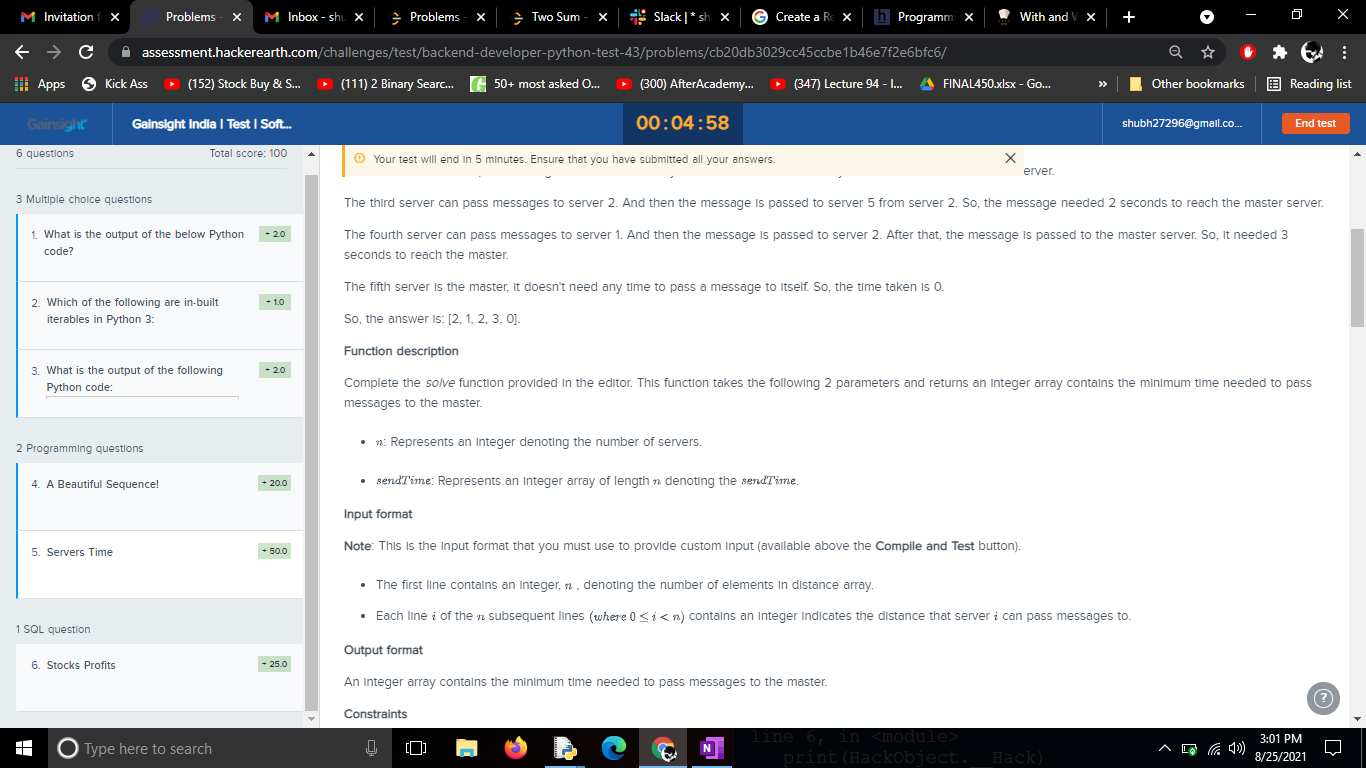 Invitation f
Problems -
Inbox - shu
Problems -
Two Sum -
Slack | * sh
Create a Re
Programm
With and W
assessment.hackerearth.com/challenges/test/backend-developer-python-test-43/problems/cb20db3029cc45ccbe1b46e7f2e6bfc6/
Apps
Kick Ass
(152) Stock Buy & S...
(111) 2 Binary Searc...
50+ most asked O...
(300) AfterAcademy...
(347) Lecture 94 - I...
FINAL450.xlsx - Go...
»
Other bookmarks
Reading list
Gainsight
Gainsight India | Test | Soft...
00:04:58
shubh27296@gmail.co...
End test
6 questions
Total score: 100
Your test will end in 5 minutes. Ensure that you have submitted all your answers.
erver.
3 Multiple choice questions
1. What is the output of the below Python
code?
+ 2.0
2. Which of the following are in-built
iterables in Python 3:
+ 1.0
3. What is the output of the following
Python code:
+ 2.0
2 Programming questions
4. A Beautiful Sequence!
+ 20.0
5. Servers Time
+ 50.0
1 SQL question
6. Stocks Profits
+ 25.0
The third server can pass messages to server 2. And then the message is passed to server 5 from server 2. So, the message needed 2 seconds to reach the master server.
The fourth server can pass messages to server 1. And then the message is passed to server 2. After that, the message is passed to the master server. So, it needed 3
seconds to reach the master.
The fifth server is the master, it doesn't need any time to pass a message to itself. So, the time taken is 0.
So, the answer is: [2, 1, 2, 3, 0].
Function description
Complete the solve function provided in the editor. This function takes the following 2 parameters and returns an integer array contains the minimum time needed to pass
messages to the master.
• n: Represents an integer denoting the number of servers.
• sendTime: Represents an integer array of length n denoting the sendTime.
Input format
Note: This is the input format that you must use to provide custom input (available above the Compile and Test button).
• The first line contains an integer, n , denoting the number of elements in distance array.
• Each line i of the n subsequent lines (where 0 ≤ i < n) contains an integer indicates the distance that server i can pass messages to.
Output format
An integer array contains the minimum time needed to pass messages to the master.
Constraints
?
Type here to search
line 6, in <module>
print(HackObject.__Hack)
3:01 PM
8/25/2021